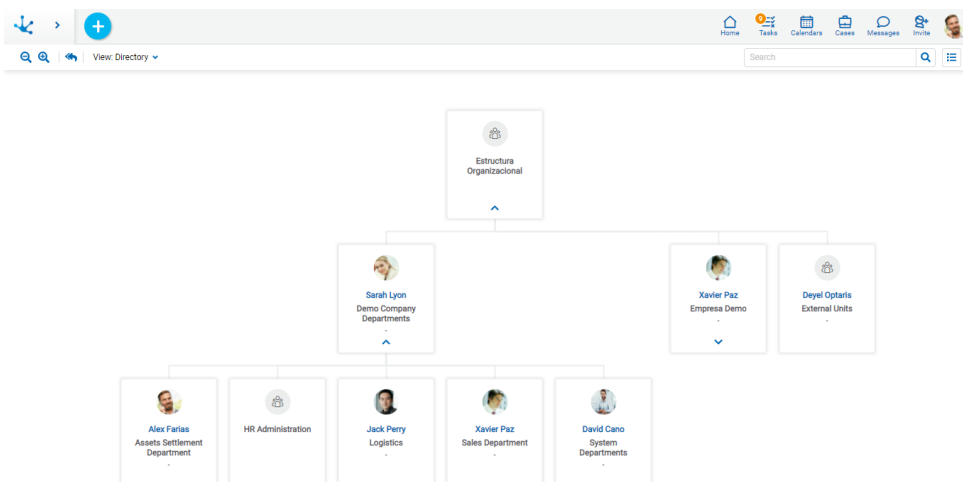 9
Home
Tasks
Calendars
Cases
Messages
Invite
View: Directory
Search
Estructura
Organizacional
Sarah Lyon
Demo Company
Departments
-
Xavier Paz
Empresa Demo
-
Deyel Optaris
External Units
-
Alex Farias
Assets Settlement
Department
-
HR Administration
Jack Perry
Logistics
-
Xavier Paz
Sales Department
-
David Cano
System
Departments
-